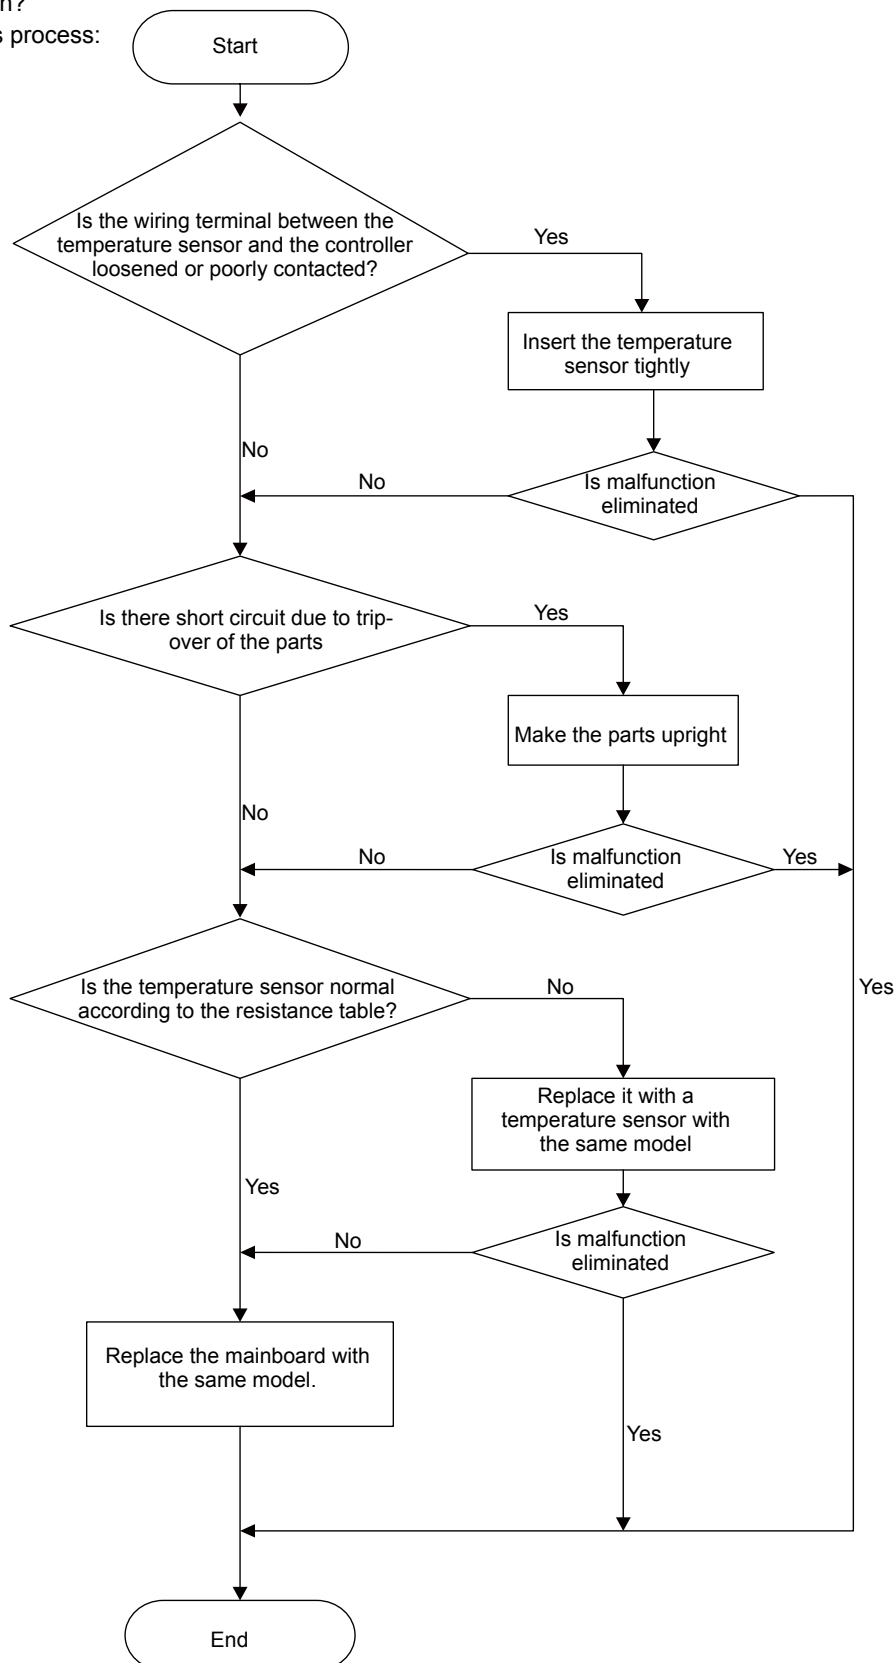 n?
s process:
Start
Is the wiring terminal between the
temperature sensor and the controller
loosened or poorly contacted?
Yes
Insert the temperature
sensor tightly
No
No
Is malfunction
eliminated
Is there short circuit due to trip-
over of the parts
Yes
Make the parts upright
No
No
Is malfunction
eliminated
Yes
Is the temperature sensor normal
according to the resistance table?
No
Yes
Replace it with a
temperature sensor with
the same model
Yes
No
Is malfunction
eliminated
Replace the mainboard with
the same model.
Yes
End